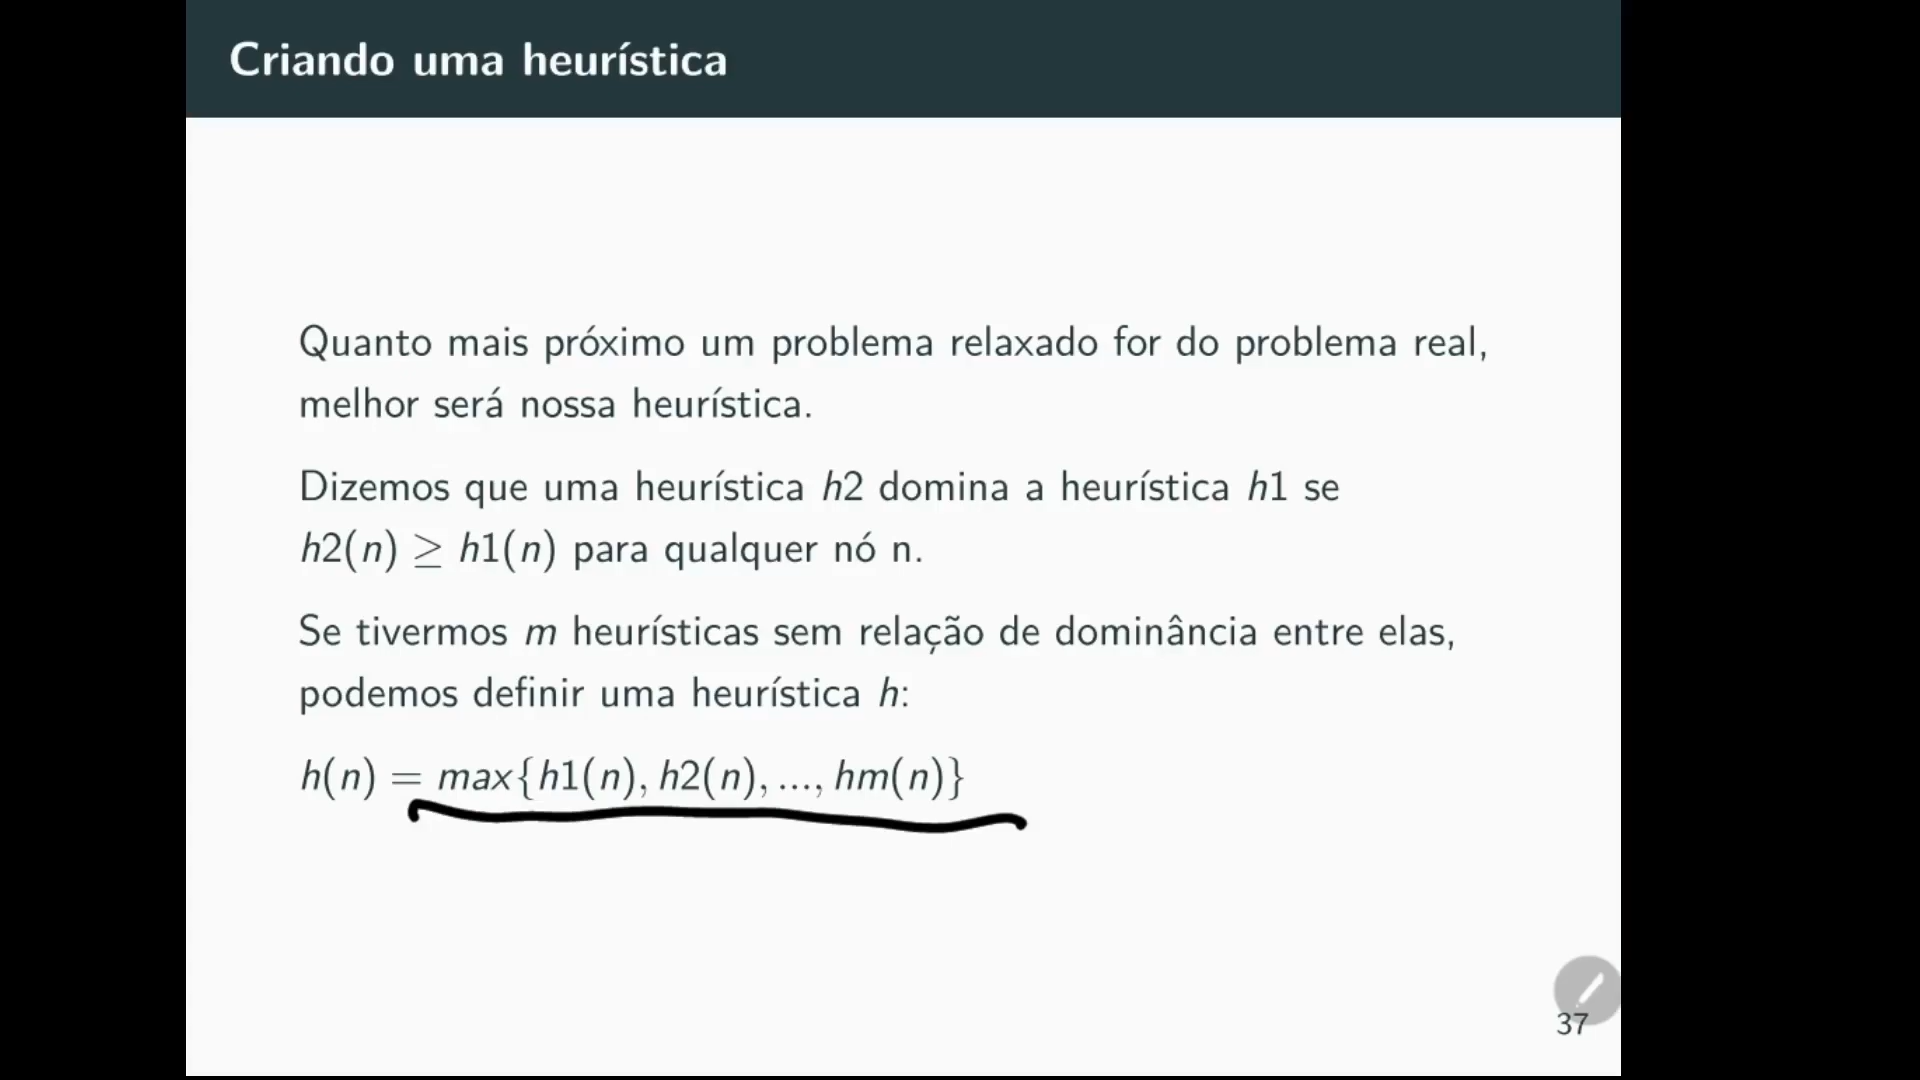 Criando uma heurística
Quanto mais próximo um problema relaxado for do problema real,
melhor será nossa heurística.
Dizemos que uma heurística h2 domina a heurística h1 se
h2(n) ≥ h1(n) para qualquer nó n.
Se tivermos m heurísticas sem relação de dominância entre elas,
podemos definir uma heurística h:
h(n) = max{h1(n), h2(n), ..., hm(n)}
37